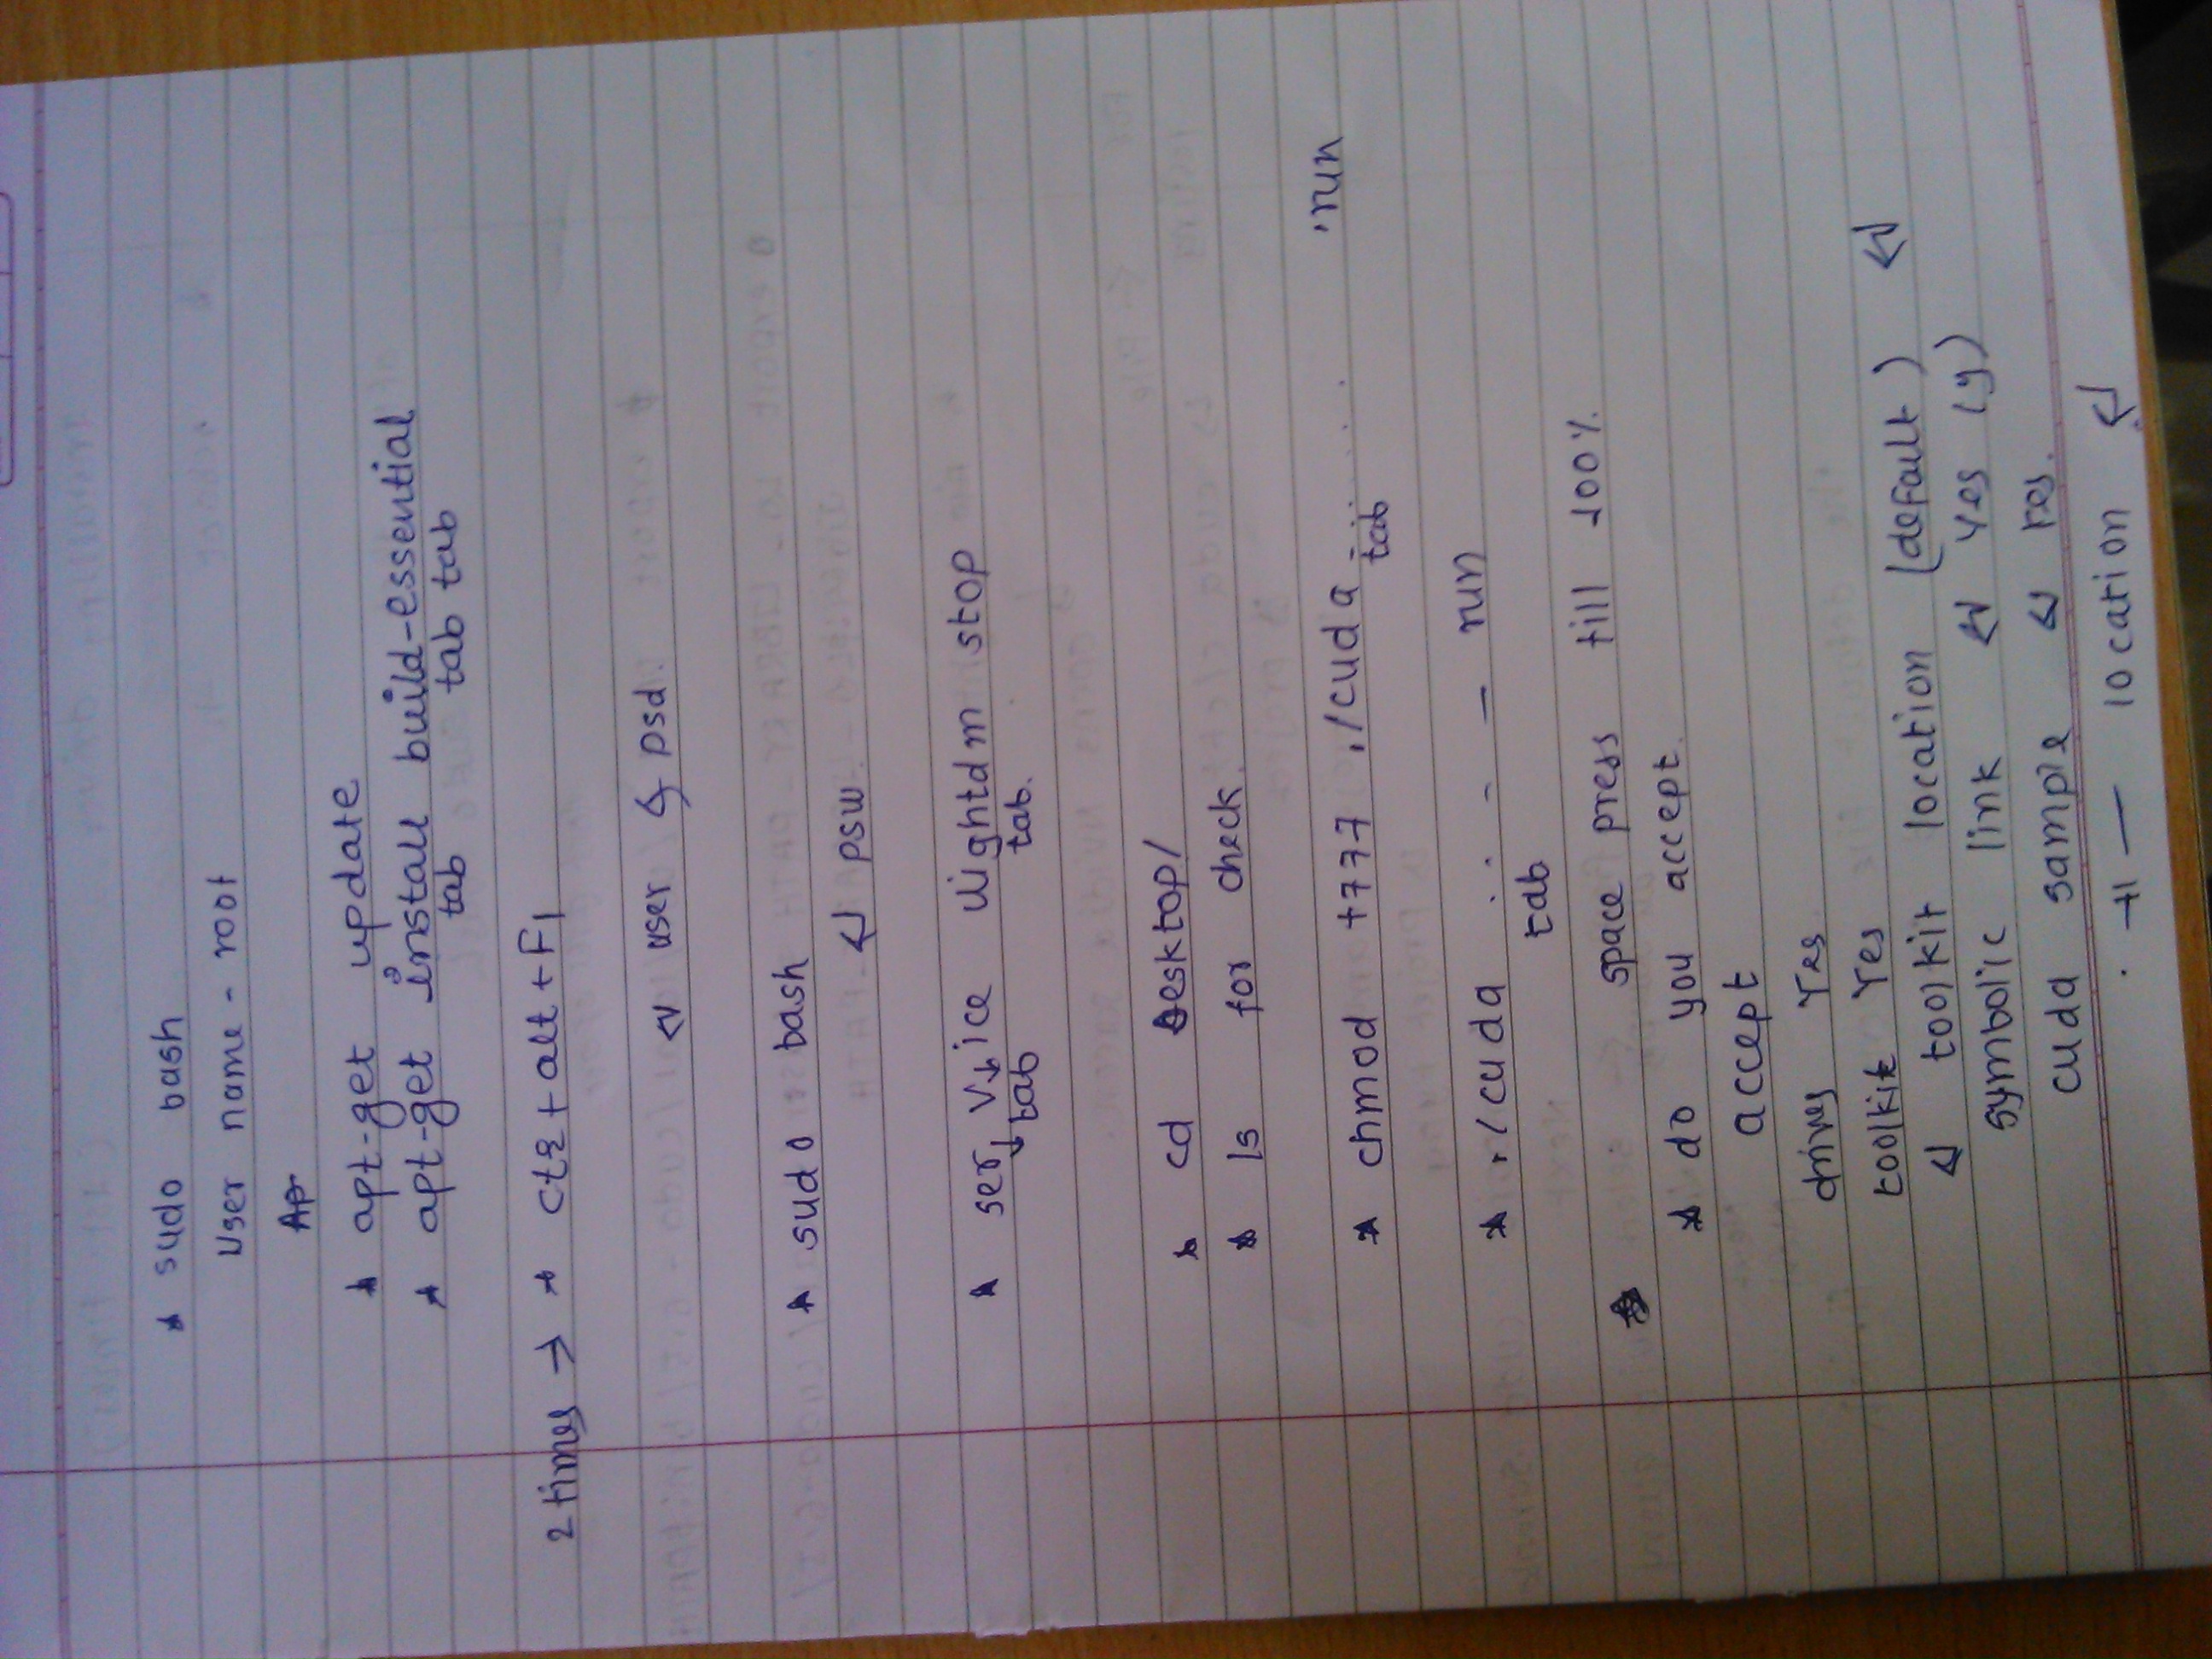 * sudo bash
User name - root
Ap
* apt-get update
* apt-get install build-essential
tab tab tab
2 times → * ctr + alt + F1
↵ user ↵ psd
* sudo bash
↵ psw
* service lightdm stop
tab tab.
* cd Desktop/
* ls for check.
* chmod +777 ./cuda ......... .run
tab
* ./cuda . . - - run
tab
* space press till 100%
* do you accept.
accept
drives Yes
toolkit Yes
↵ toolkit location (default) ↵
symbolic link ↵ Yes (y)
cuda sample ↵ Yes.
. —11— location ↵